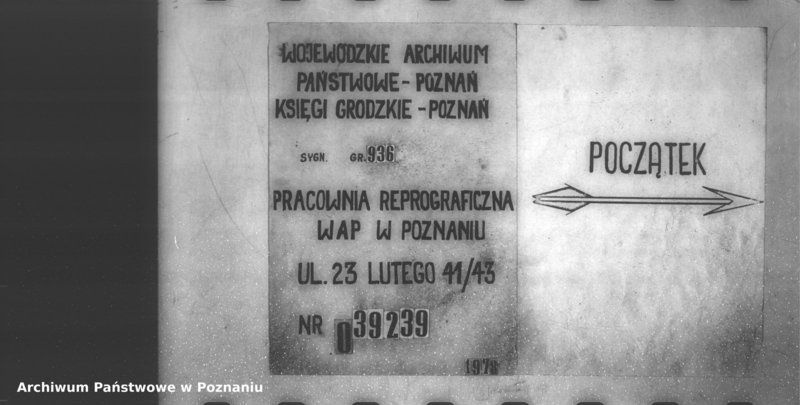 WOJEWÓDZKIE ARCHIWUM
PAŃSTWOWE - POZNAŃ
KSIĘGI GRODZKIE - POZNAŃ
SYGN. GR. 936
PRACOWNIA REPROGRAFICZNA
WAP W POZNANIU
UL. 23 LUTEGO 41/43
NR 039239
1978
POCZĄTEK
Archiwum Państwowe w Poznaniu